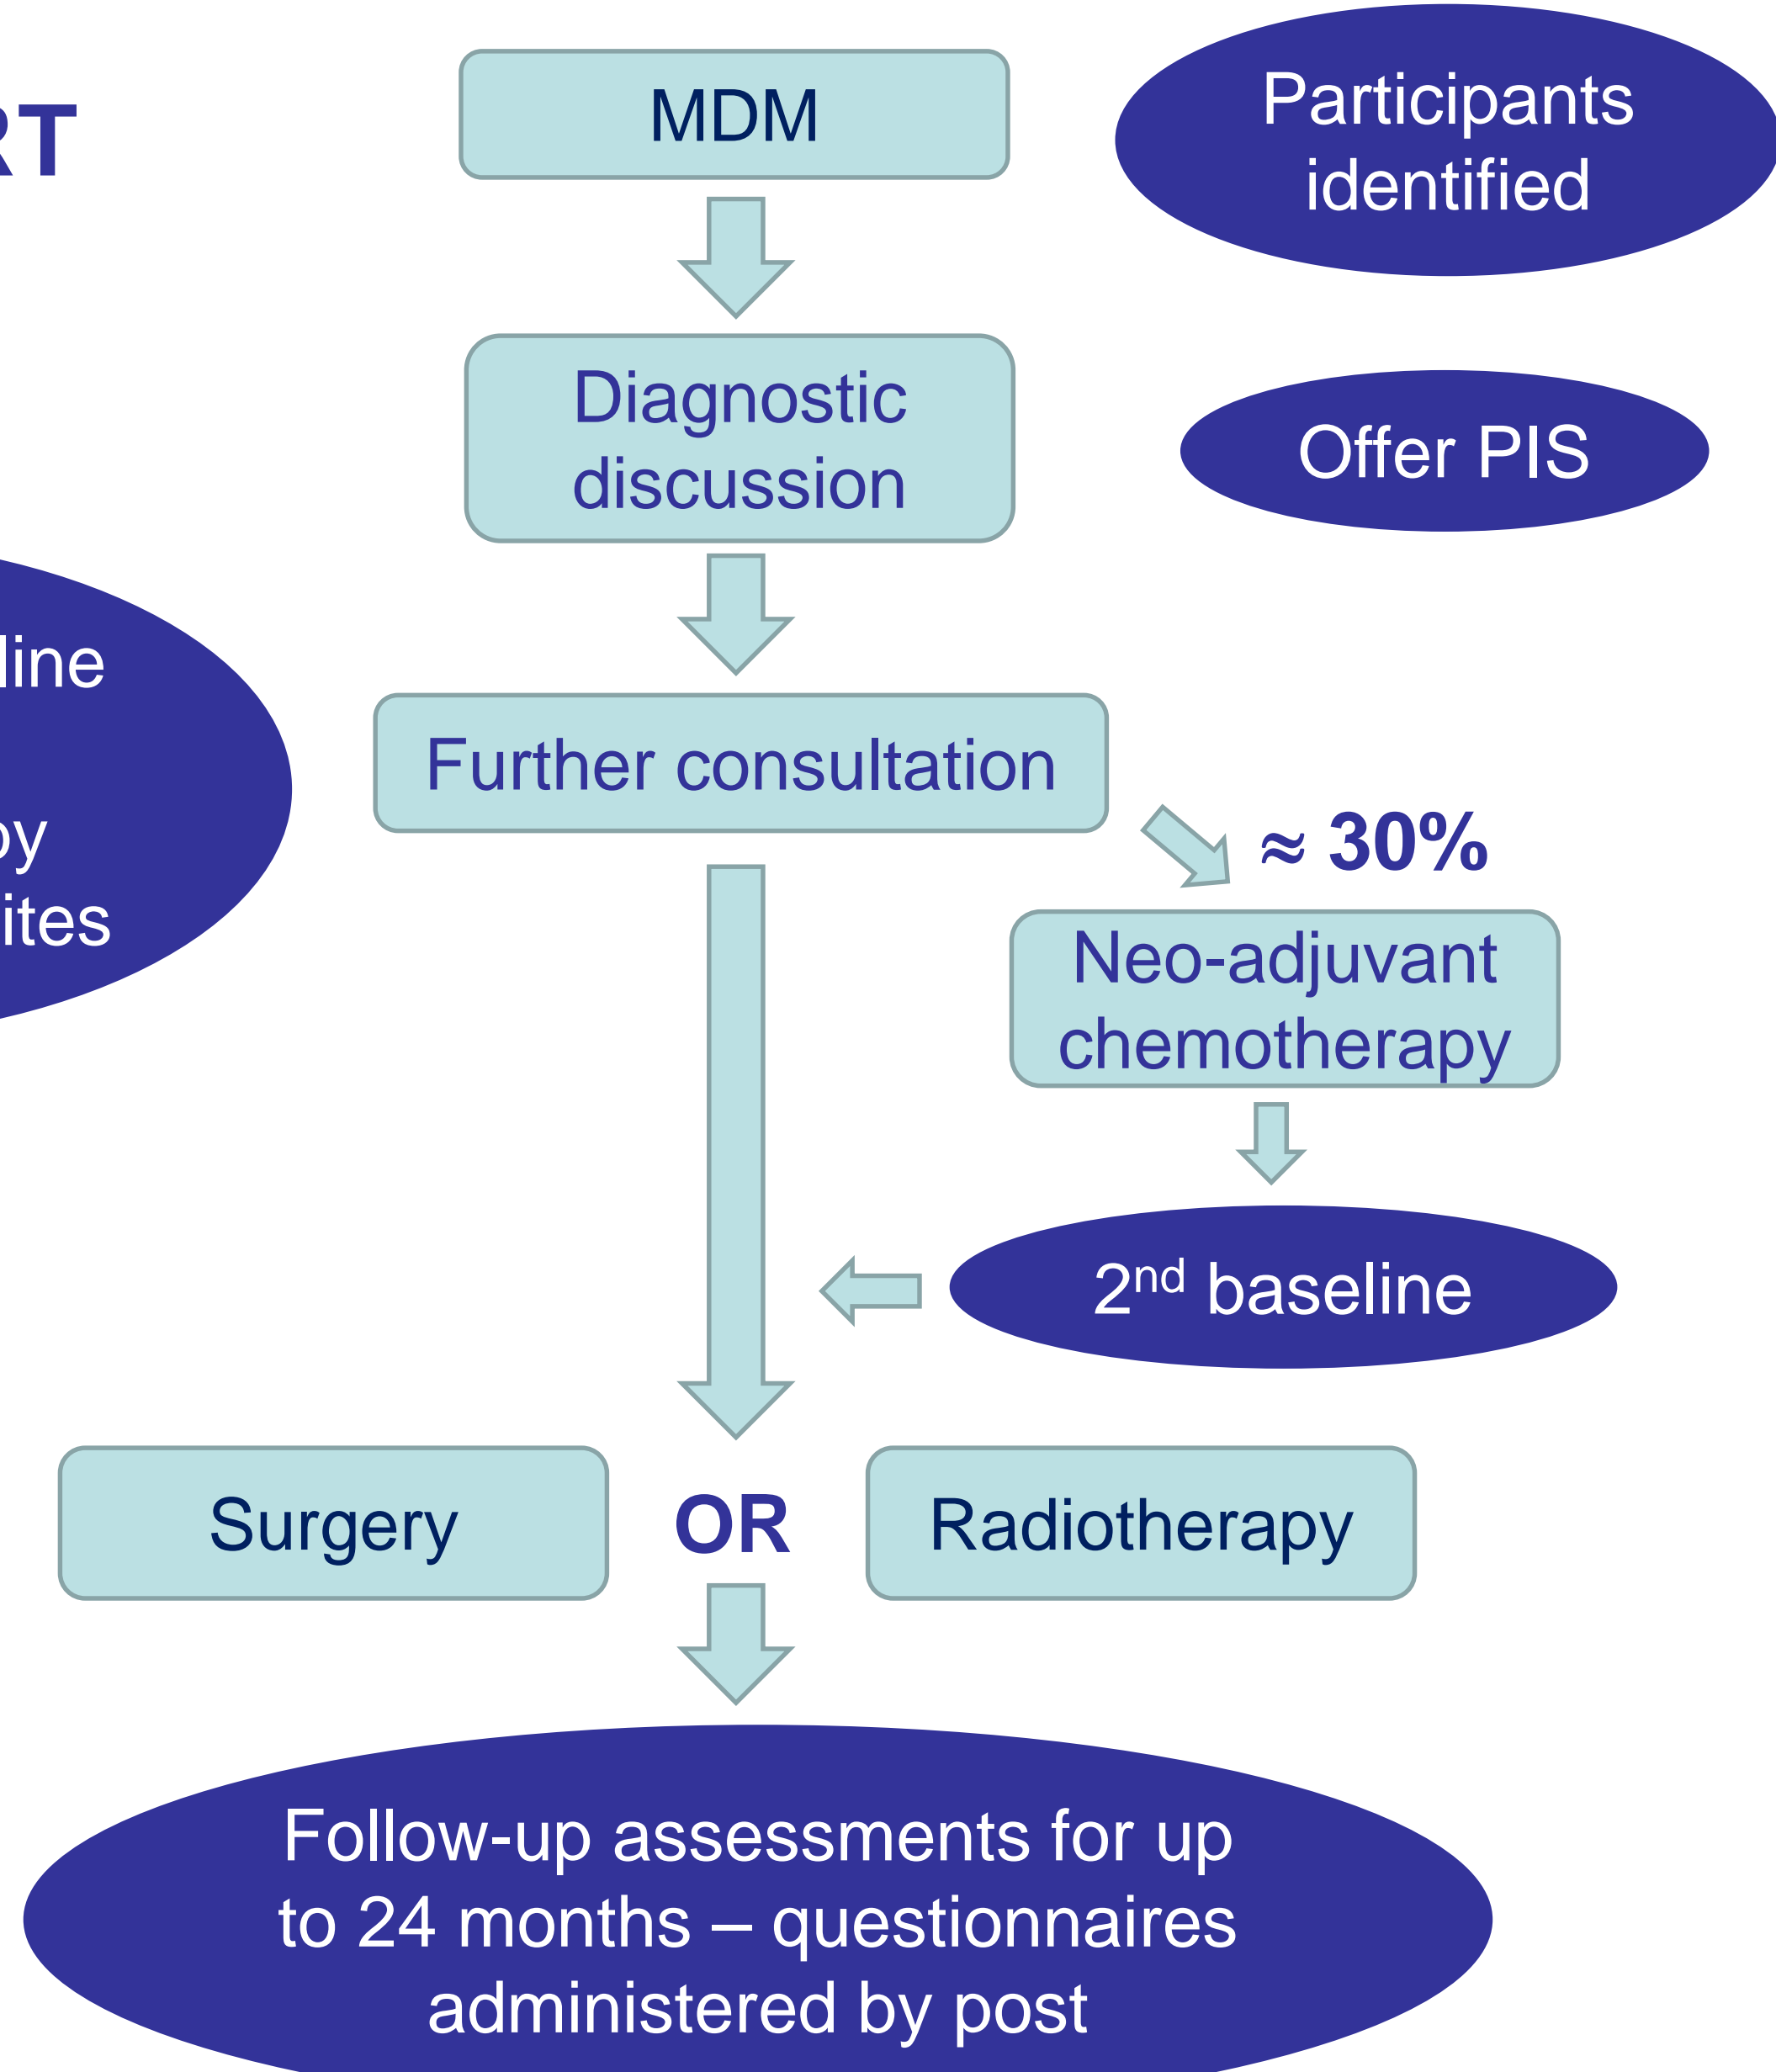 RT
MDM
Participants
identified
Diagnostic
discussion
Offer PIS
line
Further consultation
py
ites
≈ 30%
Neo-adjuvant
chemotherapy
2nd baseline
Surgery
OR
Radiotherapy
Follow-up assessments for up
to 24 months – questionnaires
administered by post